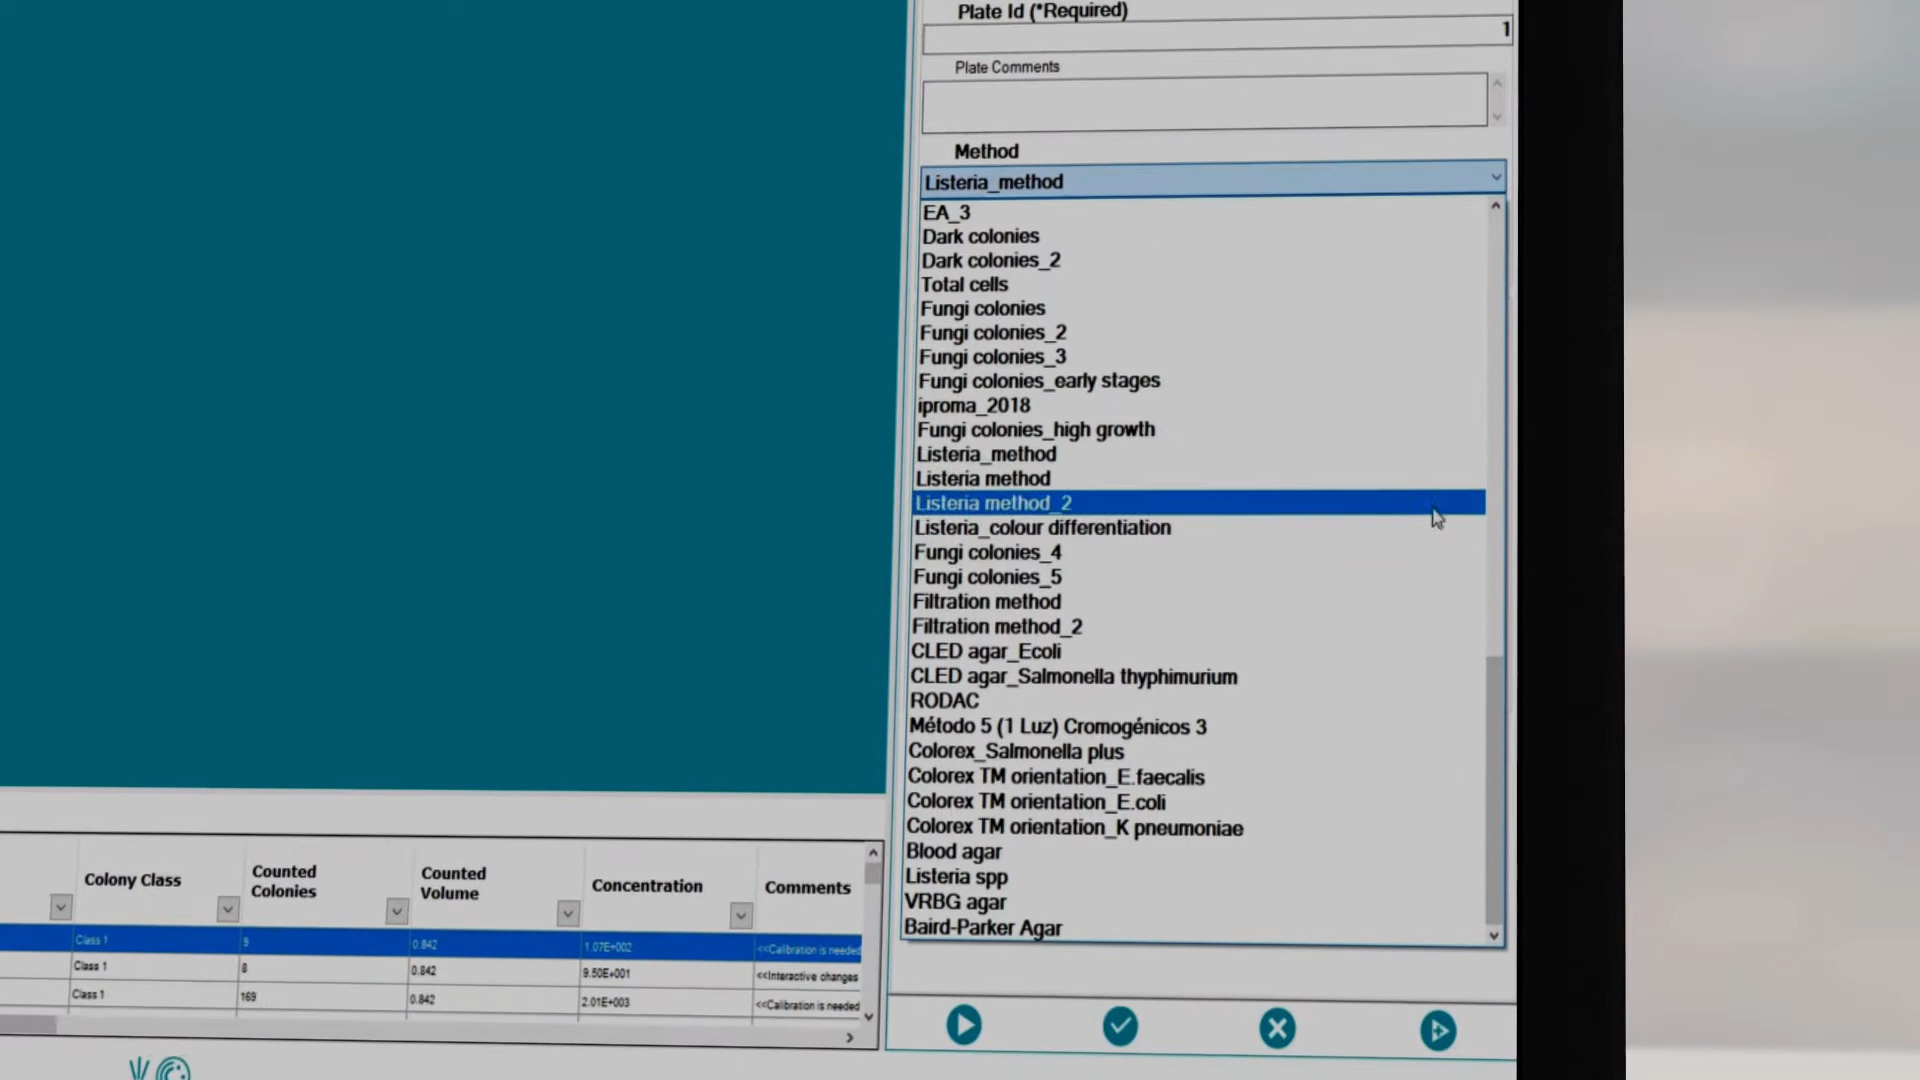 Plate Id (*Required)
1
Plate Comments
Method
Listeria_method
EA_3
Dark colonies
Dark colonies_2
Total cells
Fungi colonies
Fungi colonies_2
Fungi colonies_3
Fungi colonies_early stages
iproma_2018
Fungi colonies_high growth
Listeria_method
Listeria method
Listeria method_2
Listeria_colour differentiation
Fungi colonies_4
Fungi colonies_5
Filtration method
Filtration method_2
CLED agar_Ecoli
CLED agar_Salmonella thyphimurium
RODAC
Método 5 (1 Luz) Cromogénicos 3
Colorex_Salmonella plus
Colorex TM orientation_E.faecalis
Colorex TM orientation_E.coli
Colorex TM orientation_K pneumoniae
Blood agar
Listeria spp
VRBG agar
Baird-Parker Agar
Colony Class
Counted
Colonies
Counted
Volume
Concentration
Comments
Class 1 9 0.842 1.07E+002 <<Calibration is needed
Class 1 8 0.842 9.50E+001 <<Interactive changes
Class 1 169 0.842 2.01E+003 <<Calibration is needed